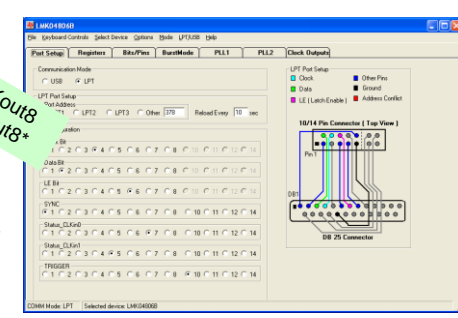 LMK04806B
File Keyboard Controls Select Device Options Mode LPT/USB Help
Port Setup Registers Bits/Pins BurstMode PLL1 PLL2 Clock Outputs
Communication Mode
USB LPT
LPT Port Setup
Port Address
LPT2 LPT3 Other 378 Reload Every 10 sec
Data Bit
1 2 3 4 5 6 7 8 10 11 12 14
LE Bit
1 2 3 4 5 6 7 8 10 11 12 14
SYNC
1 2 3 4 5 6 7 8 10 11 12 14
Status_CLKin0
1 2 3 4 5 6 7 8 10 11 12 14
Status_CLKin1
1 2 3 4 5 6 7 8 10 11 12 14
TRIGGER
1 2 3 4 5 6 7 8 10 11 12 14
LPT Port Setup
Clock Other Pins
Data Ground
LE ( Latch Enable ) Address Conflict
10/14 Pin Connector ( Top View )
Pin 1
DB1
DB 25 Connector
COMM Mode: LPT Selected device: LMK04806B